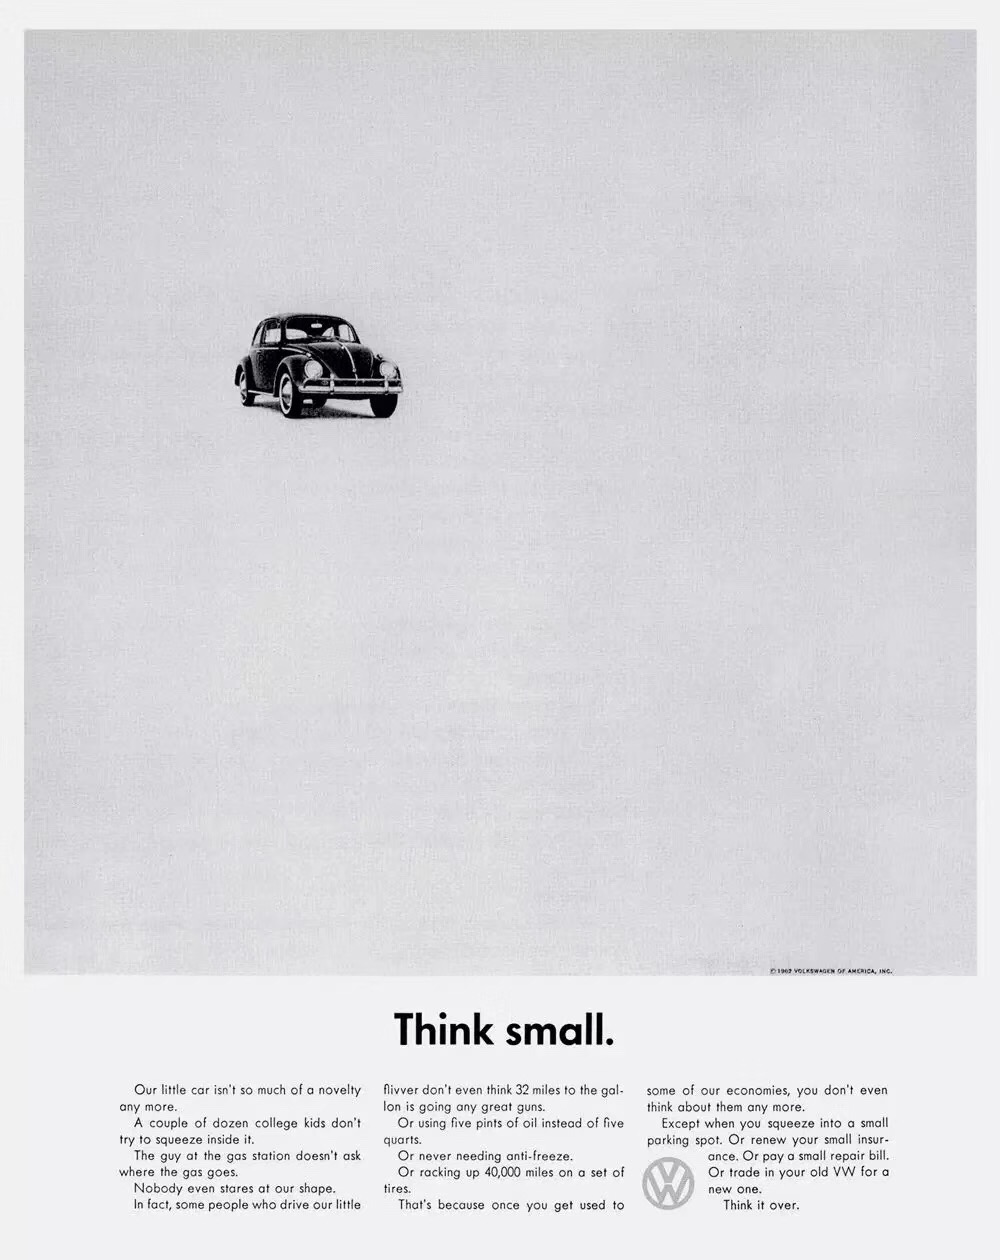 © 1962 VOLKSWAGEN OF AMERICA, INC.
Think small.
Our little car isn't so much of a novelty
any more.
A couple of dozen college kids don't
try to squeeze inside it.
The guy at the gas station doesn't ask
where the gas goes.
Nobody even stares at our shape.
In fact, some people who drive our little
flivver don't even think 32 miles to the gal-
lon is going any great guns.
Or using five pints of oil instead of five
quarts.
Or never needing anti-freeze.
Or racking up 40,000 miles on a set of
tires.
That's because once you get used to
some of our economies, you don't even
think about them any more.
Except when you squeeze into a small
parking spot. Or renew your small insur-
ance. Or pay a small repair bill.
Or trade in your old VW for a
new one.
Think it over.
VW